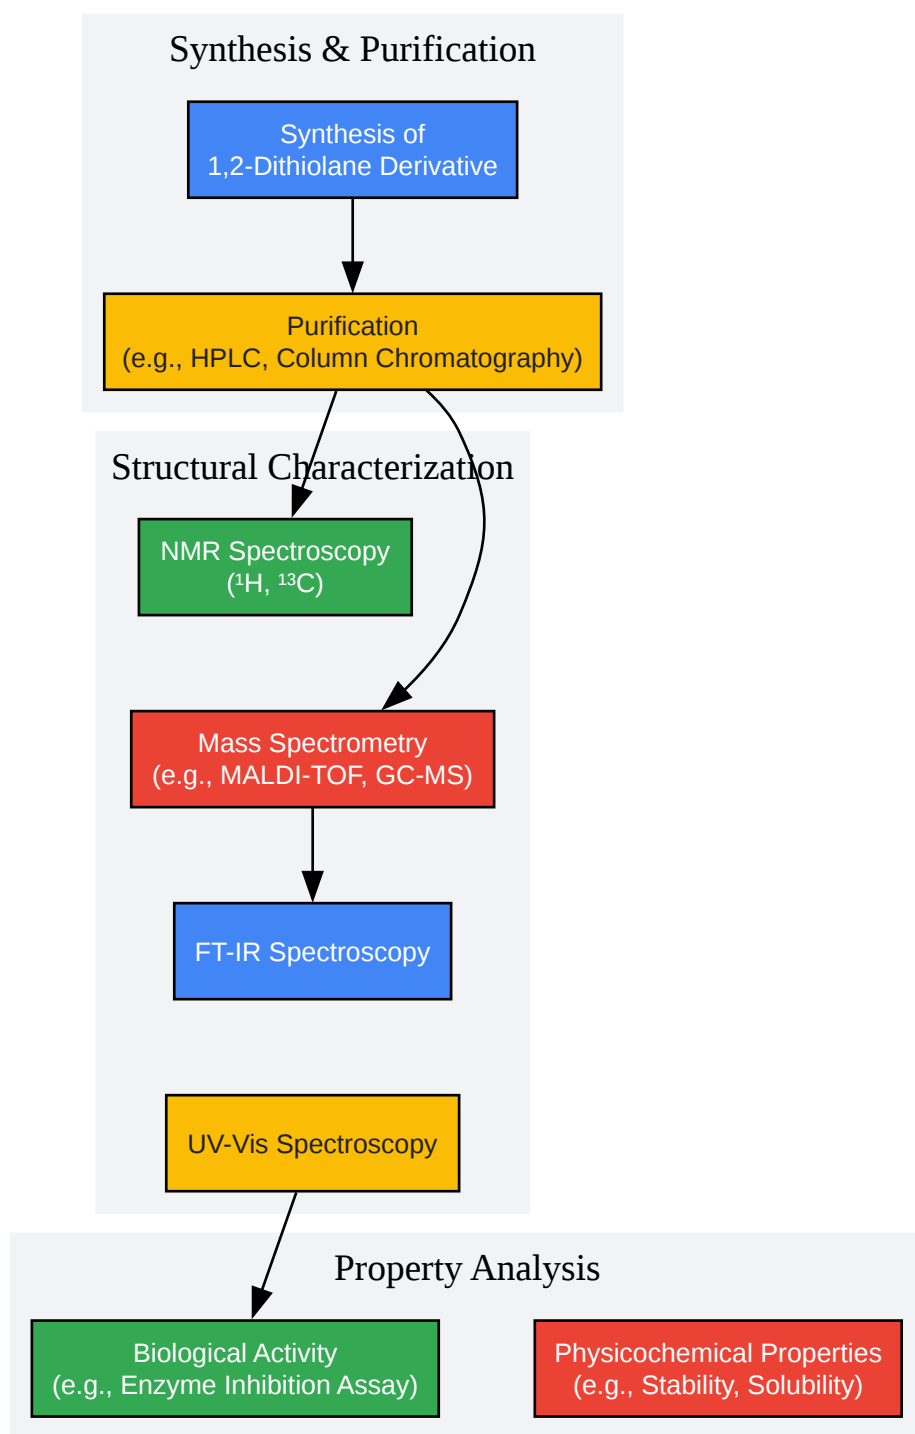 Synthesis & Purification
Synthesis of
1,2-Dithiolane Derivative
Purification
(e.g., HPLC, Column Chromatography)
Structural Characterization
NMR Spectroscopy
(¹H, ¹³C)
Mass Spectrometry
(e.g., MALDI-TOF, GC-MS)
FT-IR Spectroscopy
UV-Vis Spectroscopy
Property Analysis
Biological Activity
(e.g., Enzyme Inhibition Assay)
Physicochemical Properties
(e.g., Stability, Solubility)